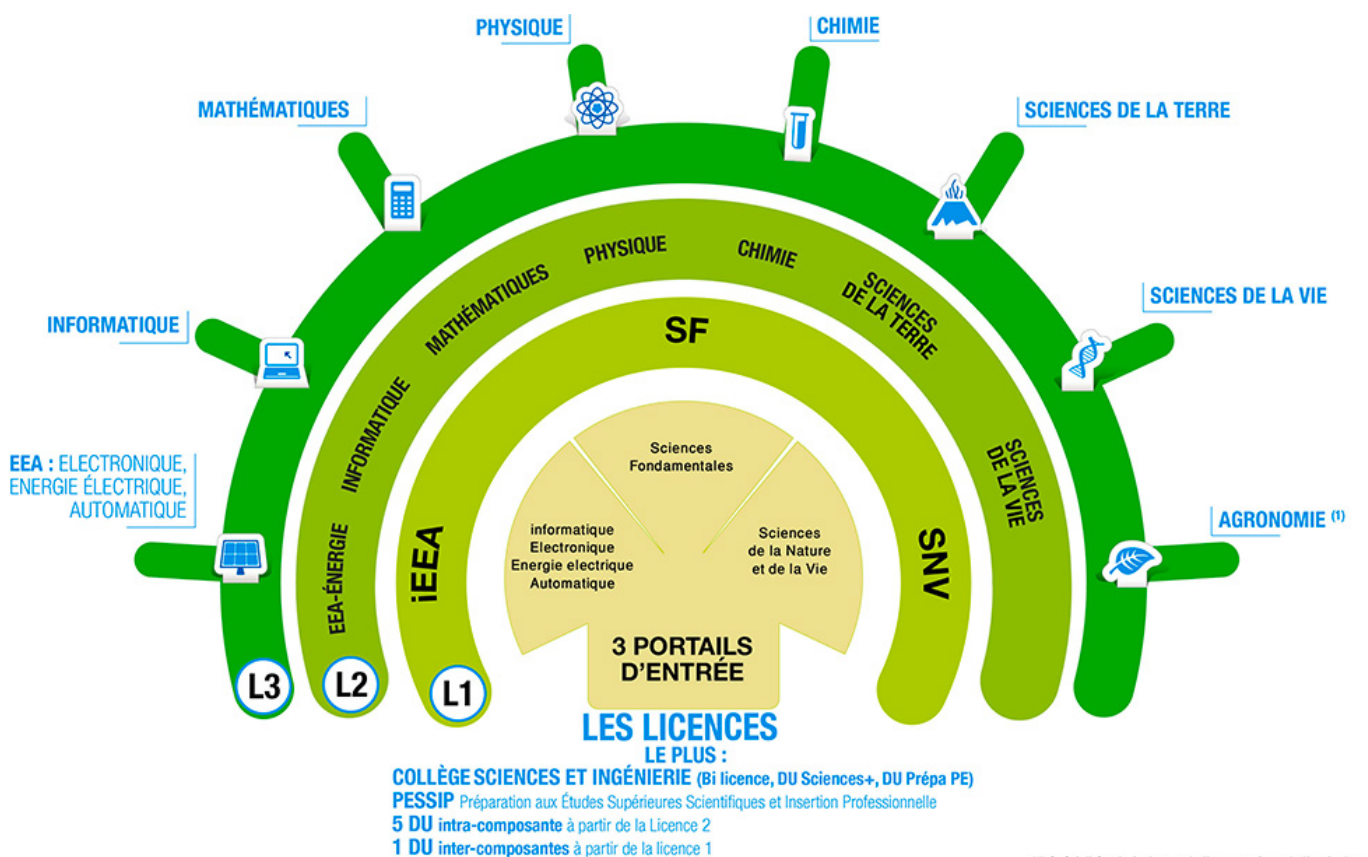 PHYSIQUE
CHIMIE
MATHÉMATIQUES
SCIENCES DE LA TERRE
INFORMATIQUE
SCIENCES DE LA VIE
EEA : ELECTRONIQUE,
ENERGIE ÉLECTRIQUE,
AUTOMATIQUE
AGRONOMIE (1)
EEA-ÉNERGIE
INFORMATIQUE
MATHÉMATIQUES
PHYSIQUE
CHIMIE
SCIENCES
DE LA TERRE
SCIENCES
DE LA VIE
iEEA
SF
SNV
Sciences
Fondamentales
informatique
Electronique
Energie electrique
Automatique
Sciences
de la Nature
et de la Vie
3 PORTAILS
D'ENTRÉE
L3
L2
L1
LES LICENCES
LE PLUS :
COLLÈGE SCIENCES ET INGÉNIERIE (Bi licence, DU Sciences+, DU Prépa PE)
PESSIP Préparation aux Études Supérieures Scientifiques et Insertion Professionnelle
5 DU intra-composante à partir de la Licence 2
1 DU inter-composantes à partir de la licence 1